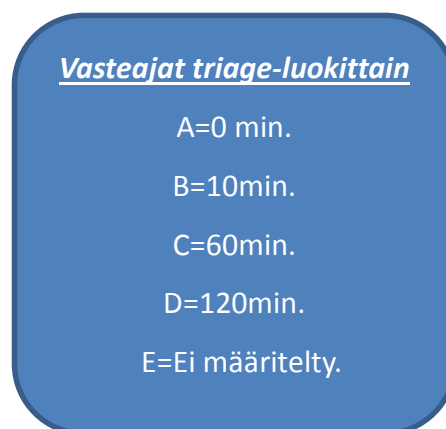 Vasteajat triage-luokittain
A=0 min.
B=10min.
C=60min.
D=120min.
E=Ei määritelty.